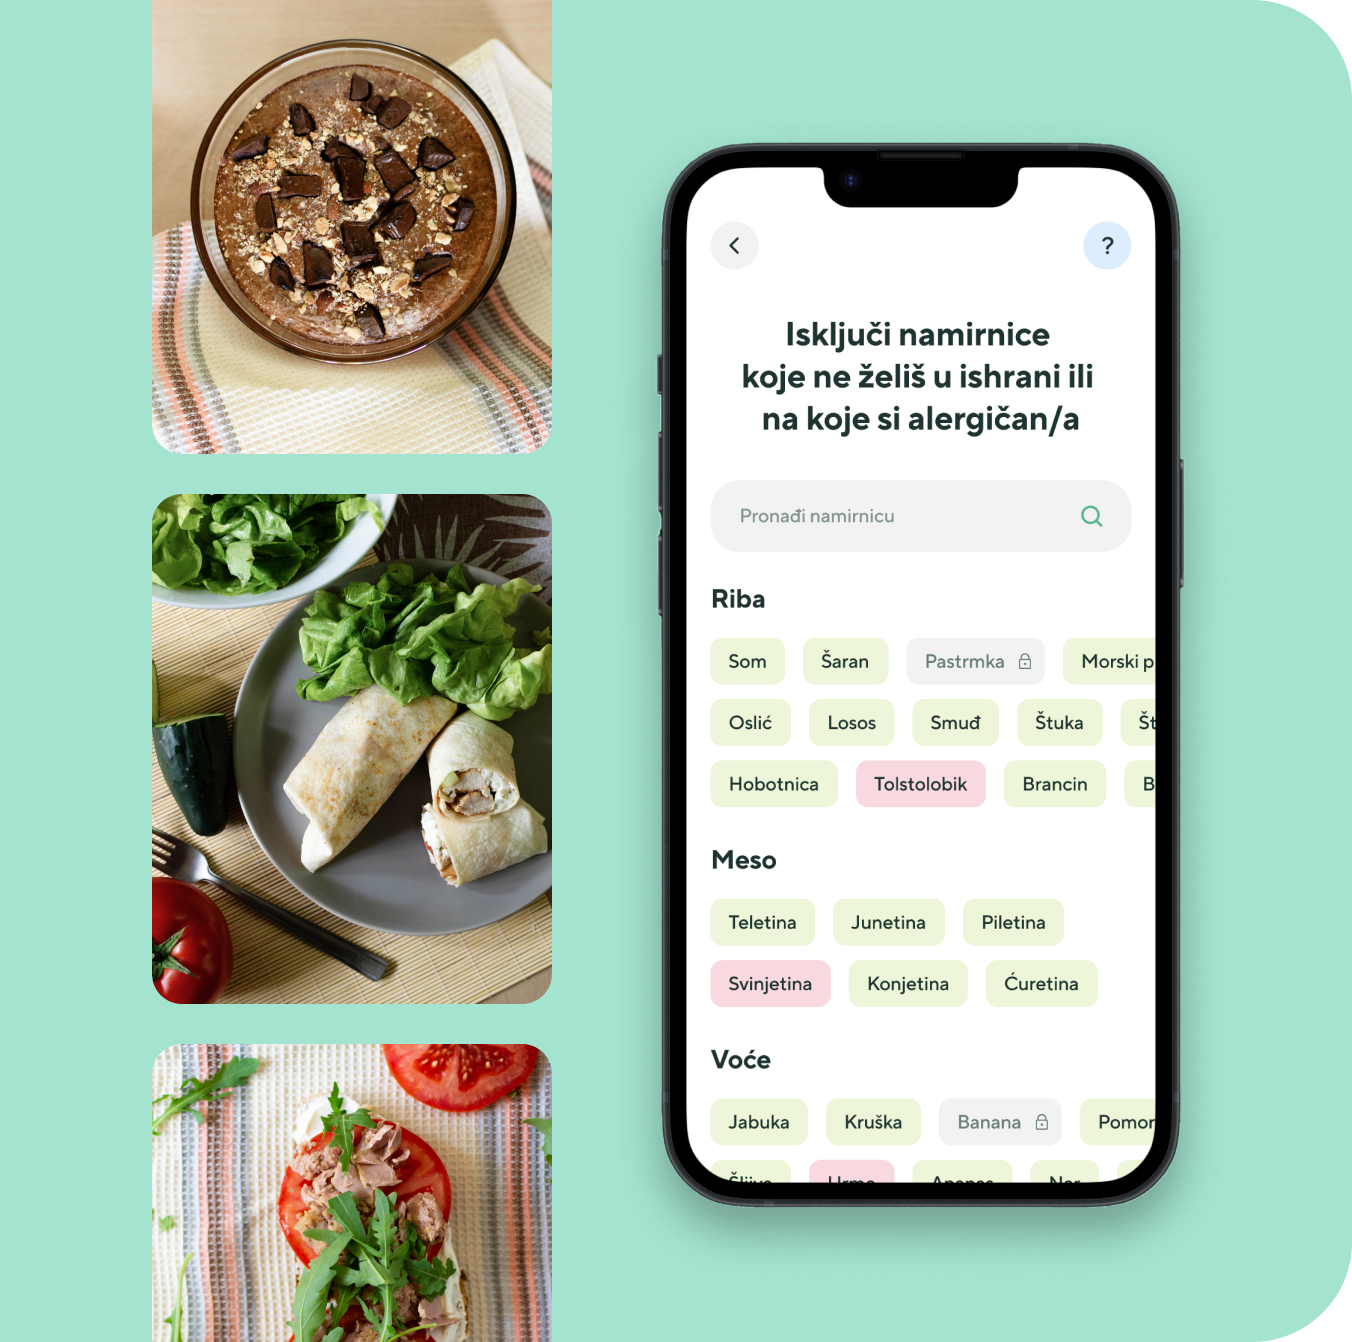 ?
Isključi namirnice
koje ne želiš u ishrani ili
na koje si alergičan/a
Pronađi namirnicu
Riba
Som Šaran Pastrmka Morski p
Oslić Losos Smuđ Štuka Št
Hobotnica Tolstolobik Brancin B
Meso
Teletina Junetina Piletina
Svinjetina Konjetina Ćuretina
Voće
Jabuka Kruška Banana Pomor